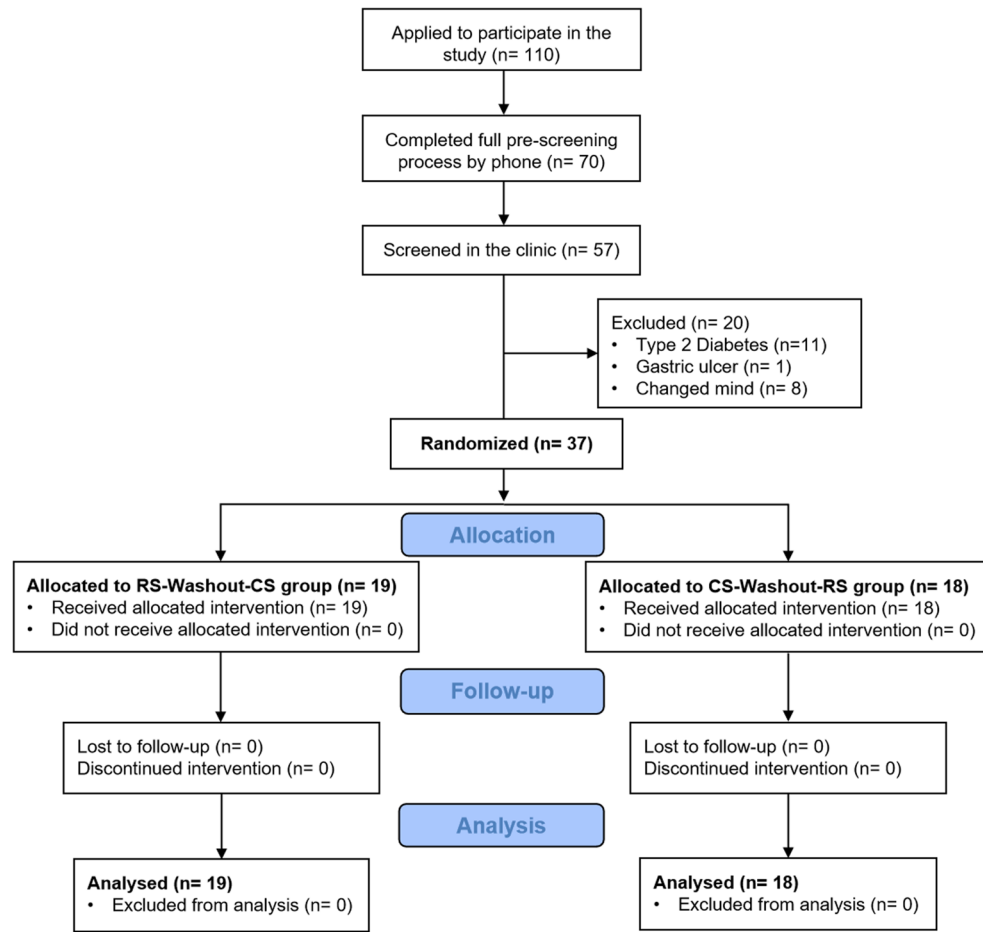 Applied to participate in the
study (n= 110)
Completed full pre-screening
process by phone (n= 70)
Screened in the clinic (n= 57)
Excluded (n= 20)
• Type 2 Diabetes (n=11)
• Gastric ulcer (n= 1)
• Changed mind (n= 8)
Randomized (n= 37)
Allocation
Allocated to RS-Washout-CS group (n= 19)
• Received allocated intervention (n= 19)
• Did not receive allocated intervention (n= 0)
Allocated to CS-Washout-RS group (n= 18)
• Received allocated intervention (n= 18)
• Did not receive allocated intervention (n= 0)
Follow-up
Lost to follow-up (n= 0)
Discontinued intervention (n= 0)
Lost to follow-up (n= 0)
Discontinued intervention (n= 0)
Analysis
Analysed (n= 19)
• Excluded from analysis (n= 0)
Analysed (n= 18)
• Excluded from analysis (n= 0)